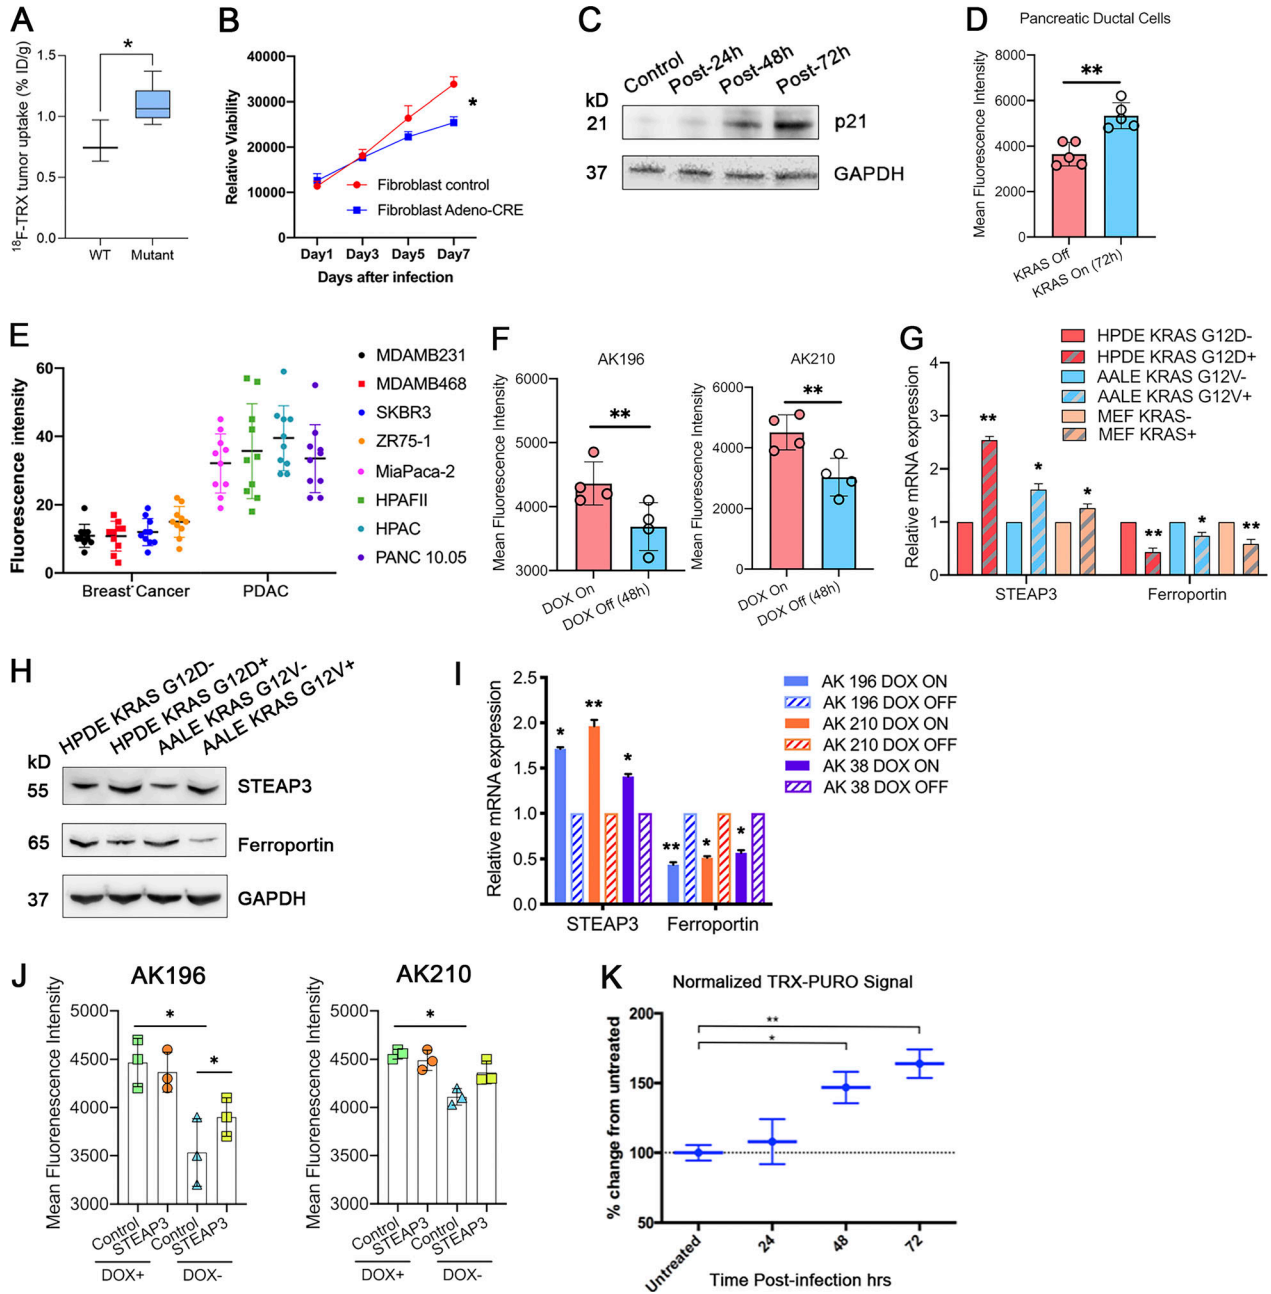 A
¹⁸F-TRX tumor uptake (% ID/g)
1.5
1.0
0.5
0.0
*
WT
Mutant
B
Relative Viability
40000
30000
20000
10000
0
*
Fibroblast control
Fibroblast Adeno-CRE
Day1
Day3
Day5
Day7
Days after infection
C
Control
Post-24h
Post-48h
Post-72h
kD
21
p21
37
GAPDH
D
Pancreatic Ductal Cells
Mean Fluorescence Intensity
8000
6000
4000
2000
0
**
KRAS Off
KRAS On (72h)
E
Fluorescence intensity
60
40
20
0
Breast Cancer
PDAC
MDAMB231
MDAMB468
SKBR3
ZR75-1
MiaPaca-2
HPAFII
HPAC
PANC 10.05
F
AK196
Mean Fluorescence Intensity
6000
5000
4000
3000
**
DOX On
DOX Off (48h)
AK210
Mean Fluorescence Intensity
6000
4000
2000
0
**
DOX On
DOX Off (48h)
G
HPDE KRAS G12D-
HPDE KRAS G12D+
AALE KRAS G12V-
AALE KRAS G12V+
MEF KRAS-
MEF KRAS+
Relative mRNA expression
4
3
2
1
0
**
*
*
**
*
**
STEAP3
Ferroportin
H
HPDE KRAS G12D-
HPDE KRAS G12D+
AALE KRAS G12V-
AALE KRAS G12V+
kD
55
STEAP3
65
Ferroportin
37
GAPDH
I
Relative mRNA expression
2.5
2.0
1.5
1.0
0.5
0.0
*
**
*
**
*
*
STEAP3
Ferroportin
AK 196 DOX ON
AK 196 DOX OFF
AK 210 DOX ON
AK 210 DOX OFF
AK 38 DOX ON
AK 38 DOX OFF
J
AK196
Mean Fluorenescence Intensity
5000
4500
4000
3500
3000
*
*
Control
STEAP3
Control
STEAP3
DOX+
DOX-
AK210
Mean Fluorenescence Intensity
5000
4500
4000
3500
3000
*
Control
STEAP3
Control
STEAP3
DOX+
DOX-
K
Normalized TRX-PURO Signal
% change from untreated
200
150
100
50
**
*
Untreated
24
48
72
Time Post-infection hrs